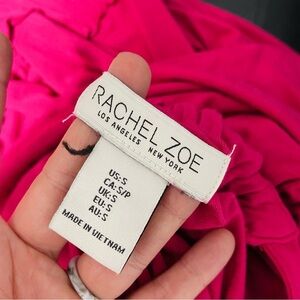 RACHEL ZOE
LOS ANGELES NEW YORK
US:S
CA:S/P
UK:S
EU:S
AU:S
MADE IN VIETNAM